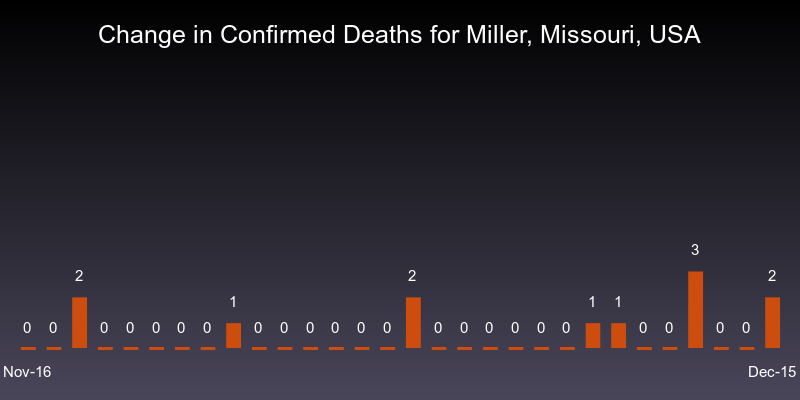 Change in Confirmed Deaths for Miller, Missouri, USA
3
2 2 2
1 1 1
0 0 0 0 0 0 0 0 0 0 0 0 0 0 0 0 0 0 0 0 0 0 0
Nov-16 Dec-15